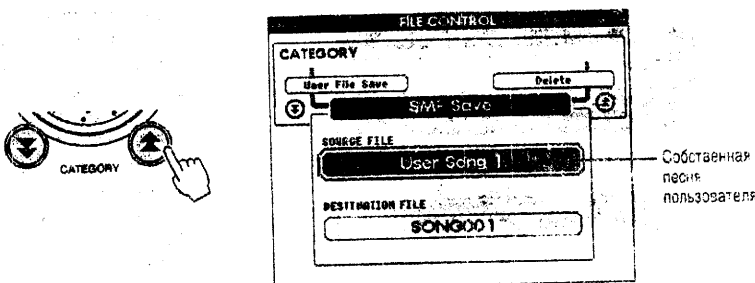 FILE CONTROL
CATEGORY
User File Save
Delete
SMF Save
SOURCE FILE
User Song 1
DESTINATION FILE
SONG001
CATEGORY
Собственная
песня
пользователя